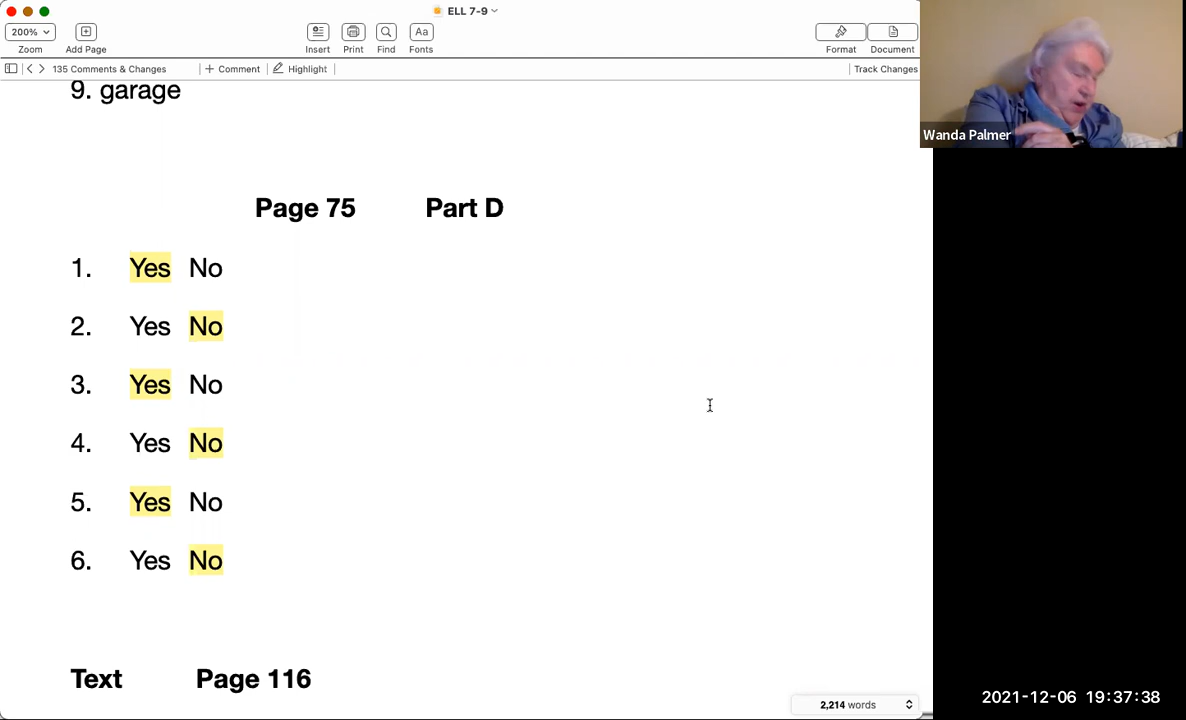 ELL 7-9
200%
Zoom Add Page Insert Print Find Fonts Format Document
135 Comments & Changes + Comment Highlight Track Changes
9. garage
Wanda Palmer
Page 75 Part D
1. Yes No
2. Yes No
3. Yes No
4. Yes No
5. Yes No
6. Yes No
Text Page 116
2,214 words
2021-12-06 19:37:38